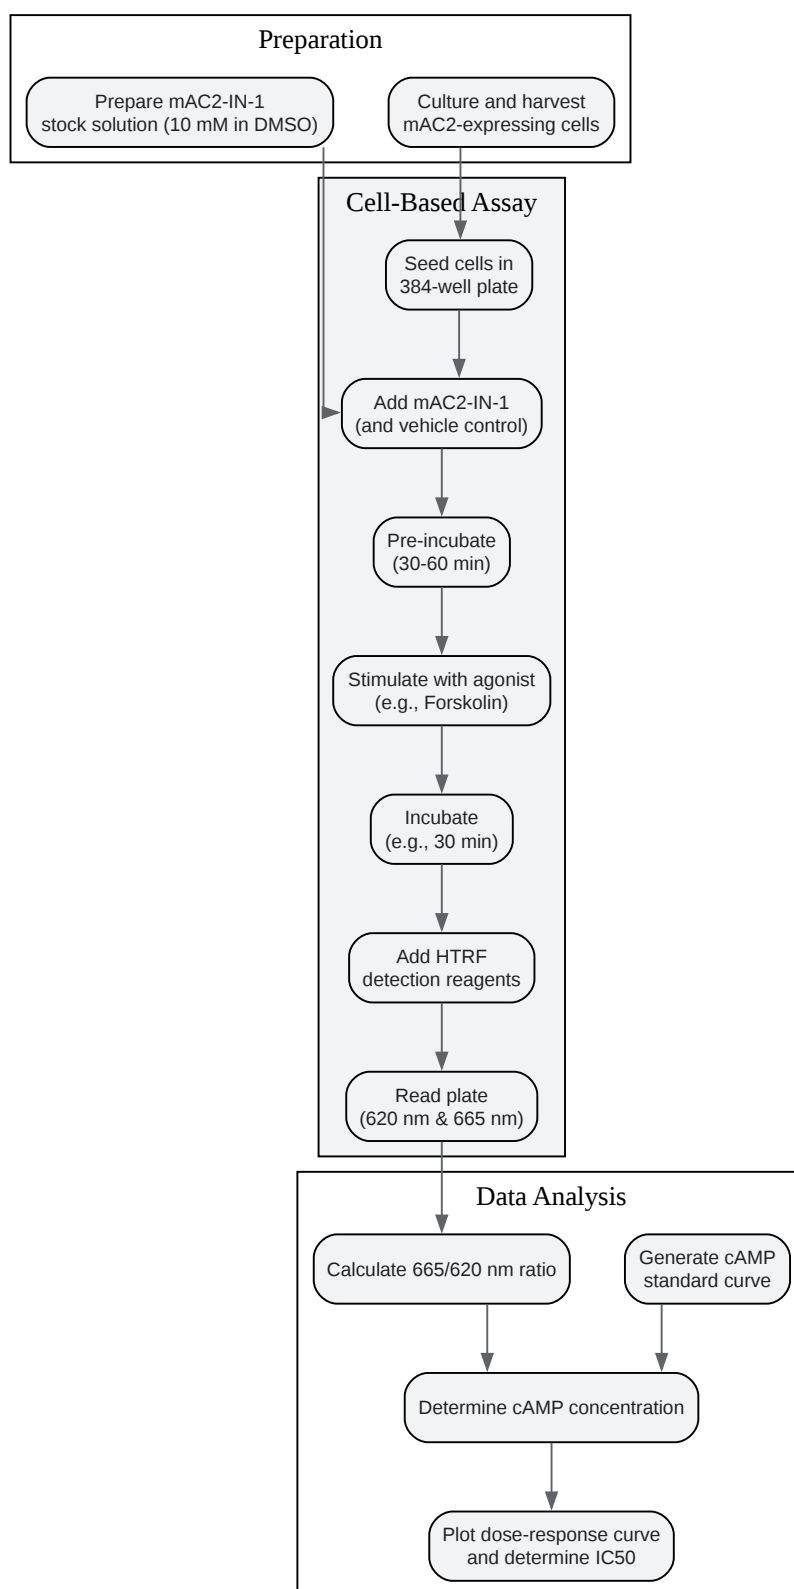 Preparation
Prepare mAC2-IN-1
stock solution (10 mM in DMSO)
Culture and harvest
mAC2-expressing cells
Cell-Based Assay
Seed cells in
384-well plate
Add mAC2-IN-1
(and vehicle control)
Pre-incubate
(30-60 min)
Stimulate with agonist
(e.g., Forskolin)
Incubate
(e.g., 30 min)
Add HTRF
detection reagents
Read plate
(620 nm & 665 nm)
Data Analysis
Calculate 665/620 nm ratio
Generate cAMP
standard curve
Determine cAMP concentration
Plot dose-response curve
and determine IC50